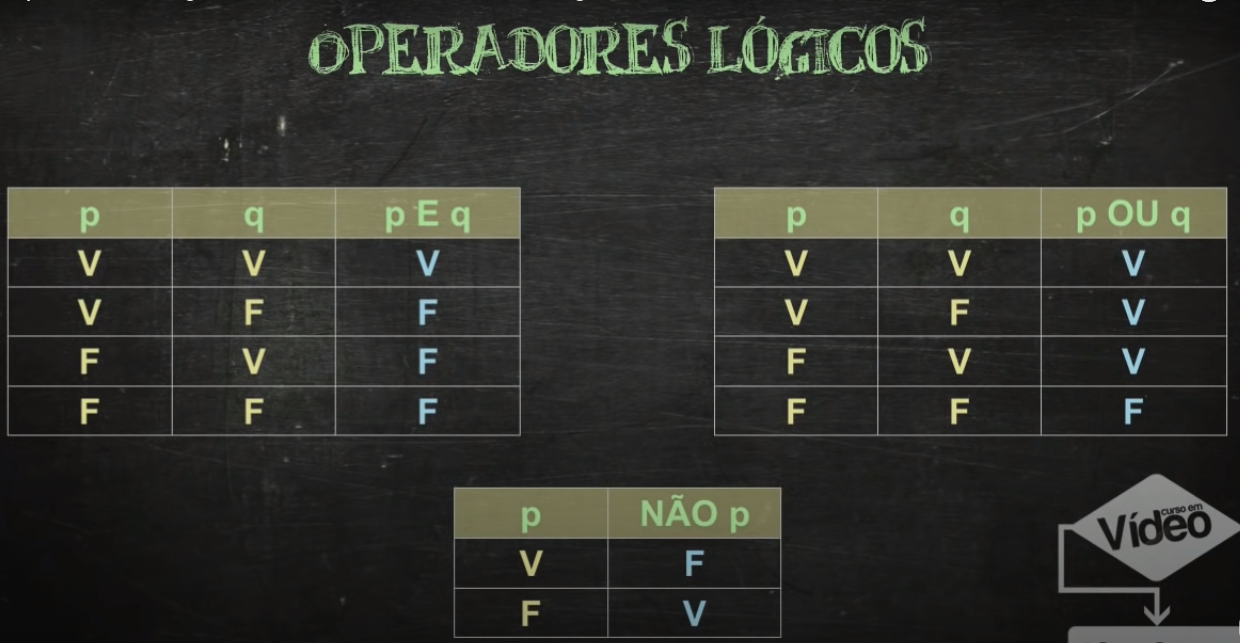 OPERADORES LÓGICOS
p q p E q
V V V
V F F
F V F
F F F
p q p OU q
V V V
V F V
F V V
F F F
p NÃO p
V F
F V
curso em
Vídeo